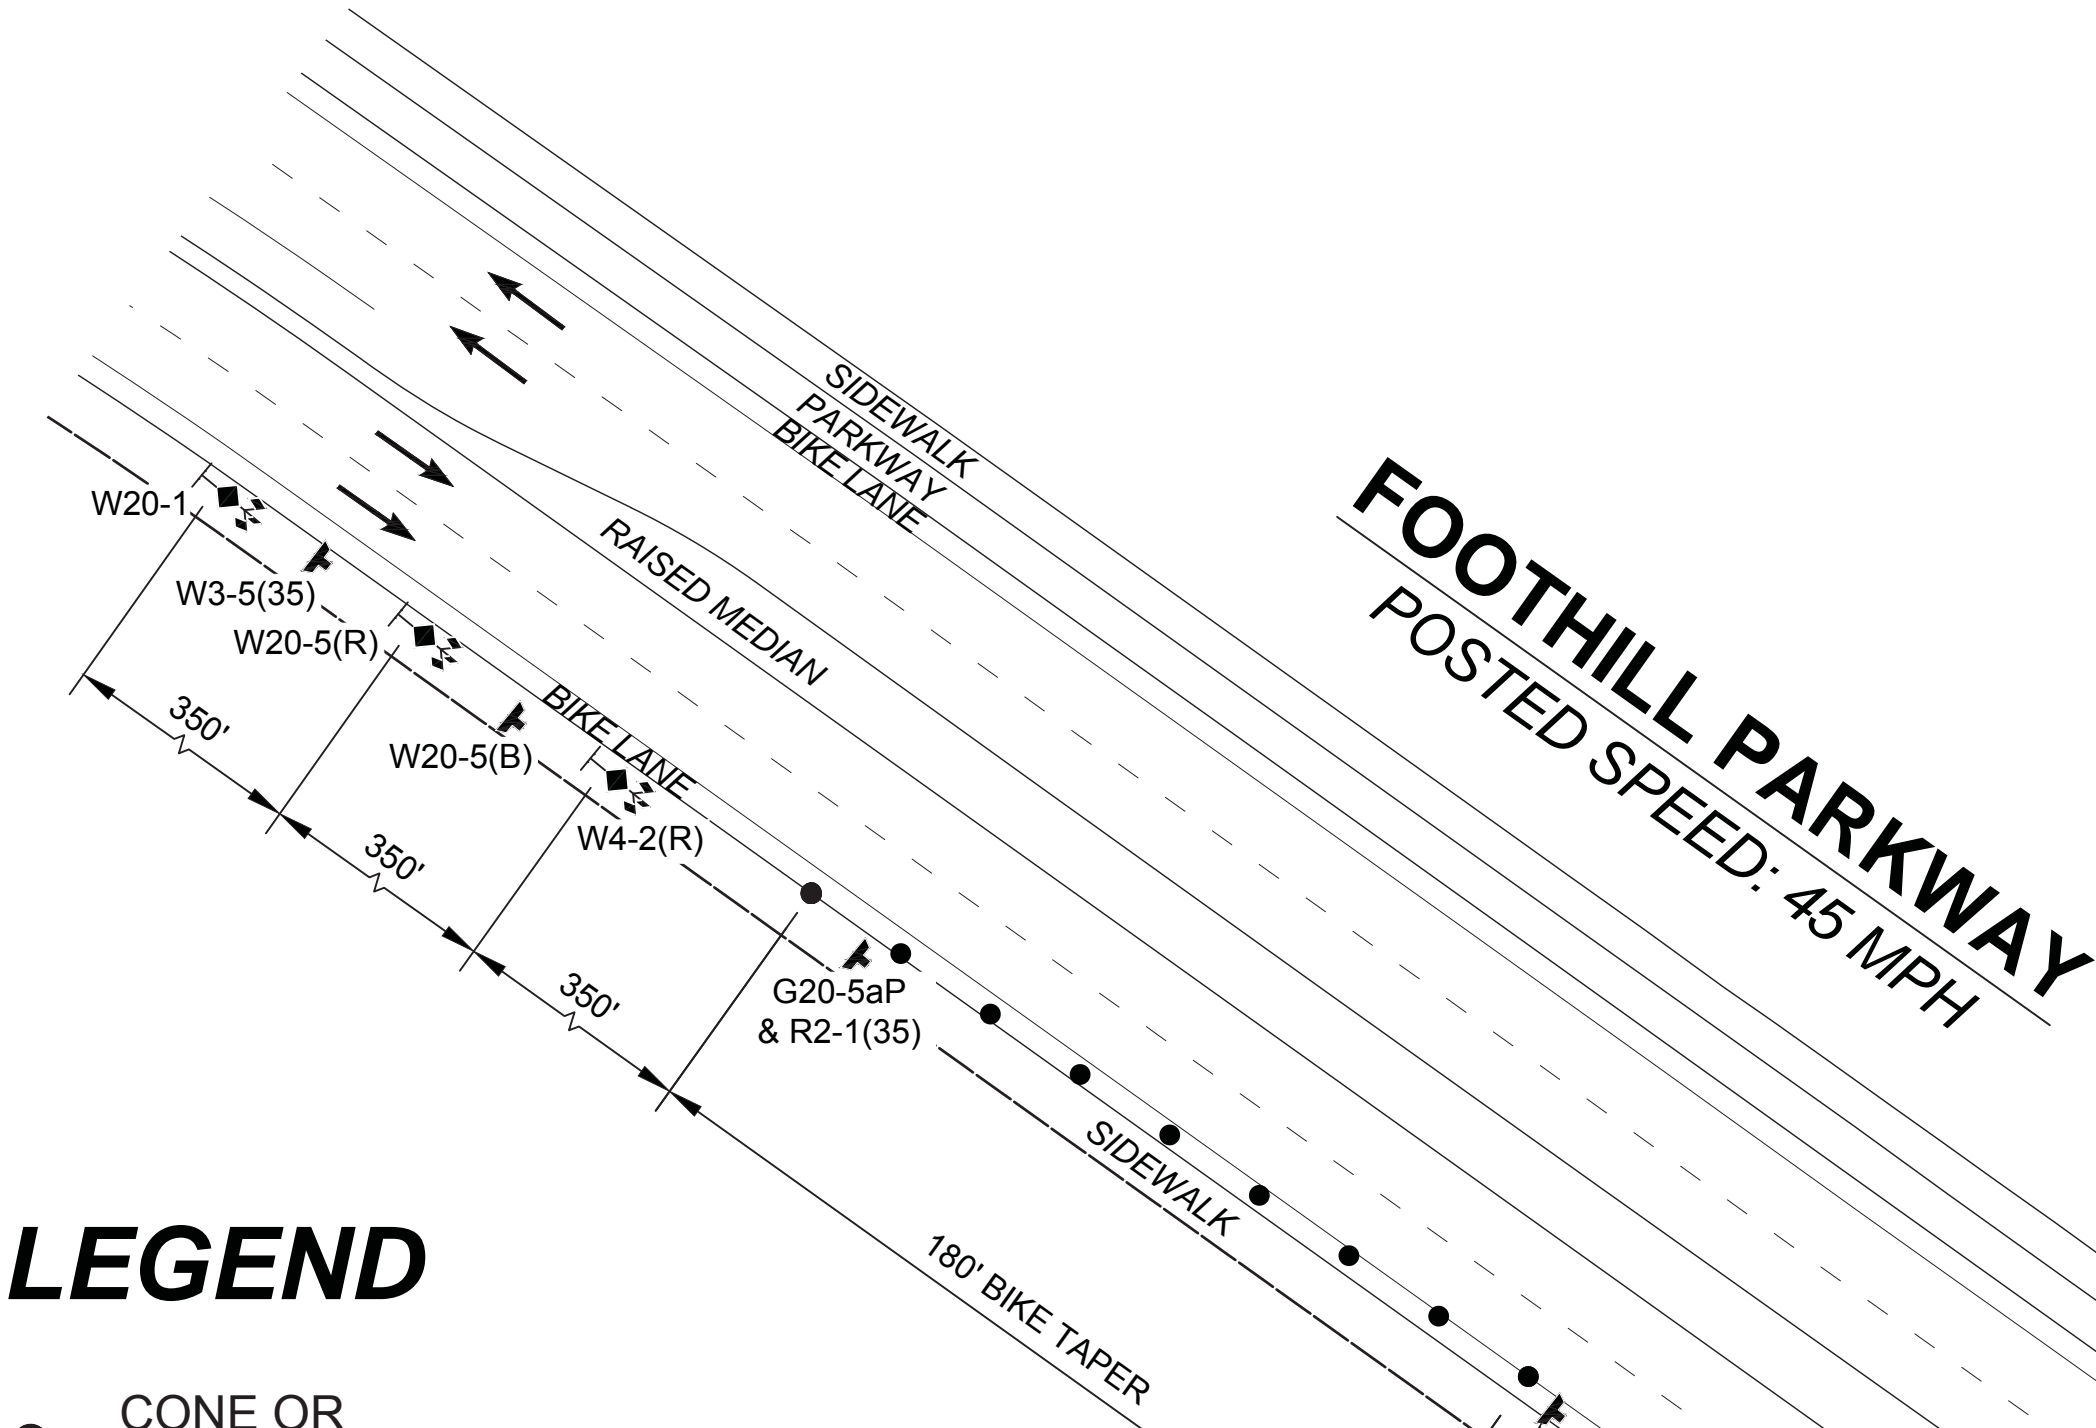 SIDEWALK
PARKWAY
BIKE LANE
FOOTHILL PARKWAY
POSTED SPEED: 45 MPH
RAISED MEDIAN
W20-1
W3-5(35)
W20-5(R)
BIKE LANE
W20-5(B)
W4-2(R)
350'
350'
350'
G20-5aP
& R2-1(35)
SIDEWALK
180' BIKE TAPER
LEGEND
CONE OR